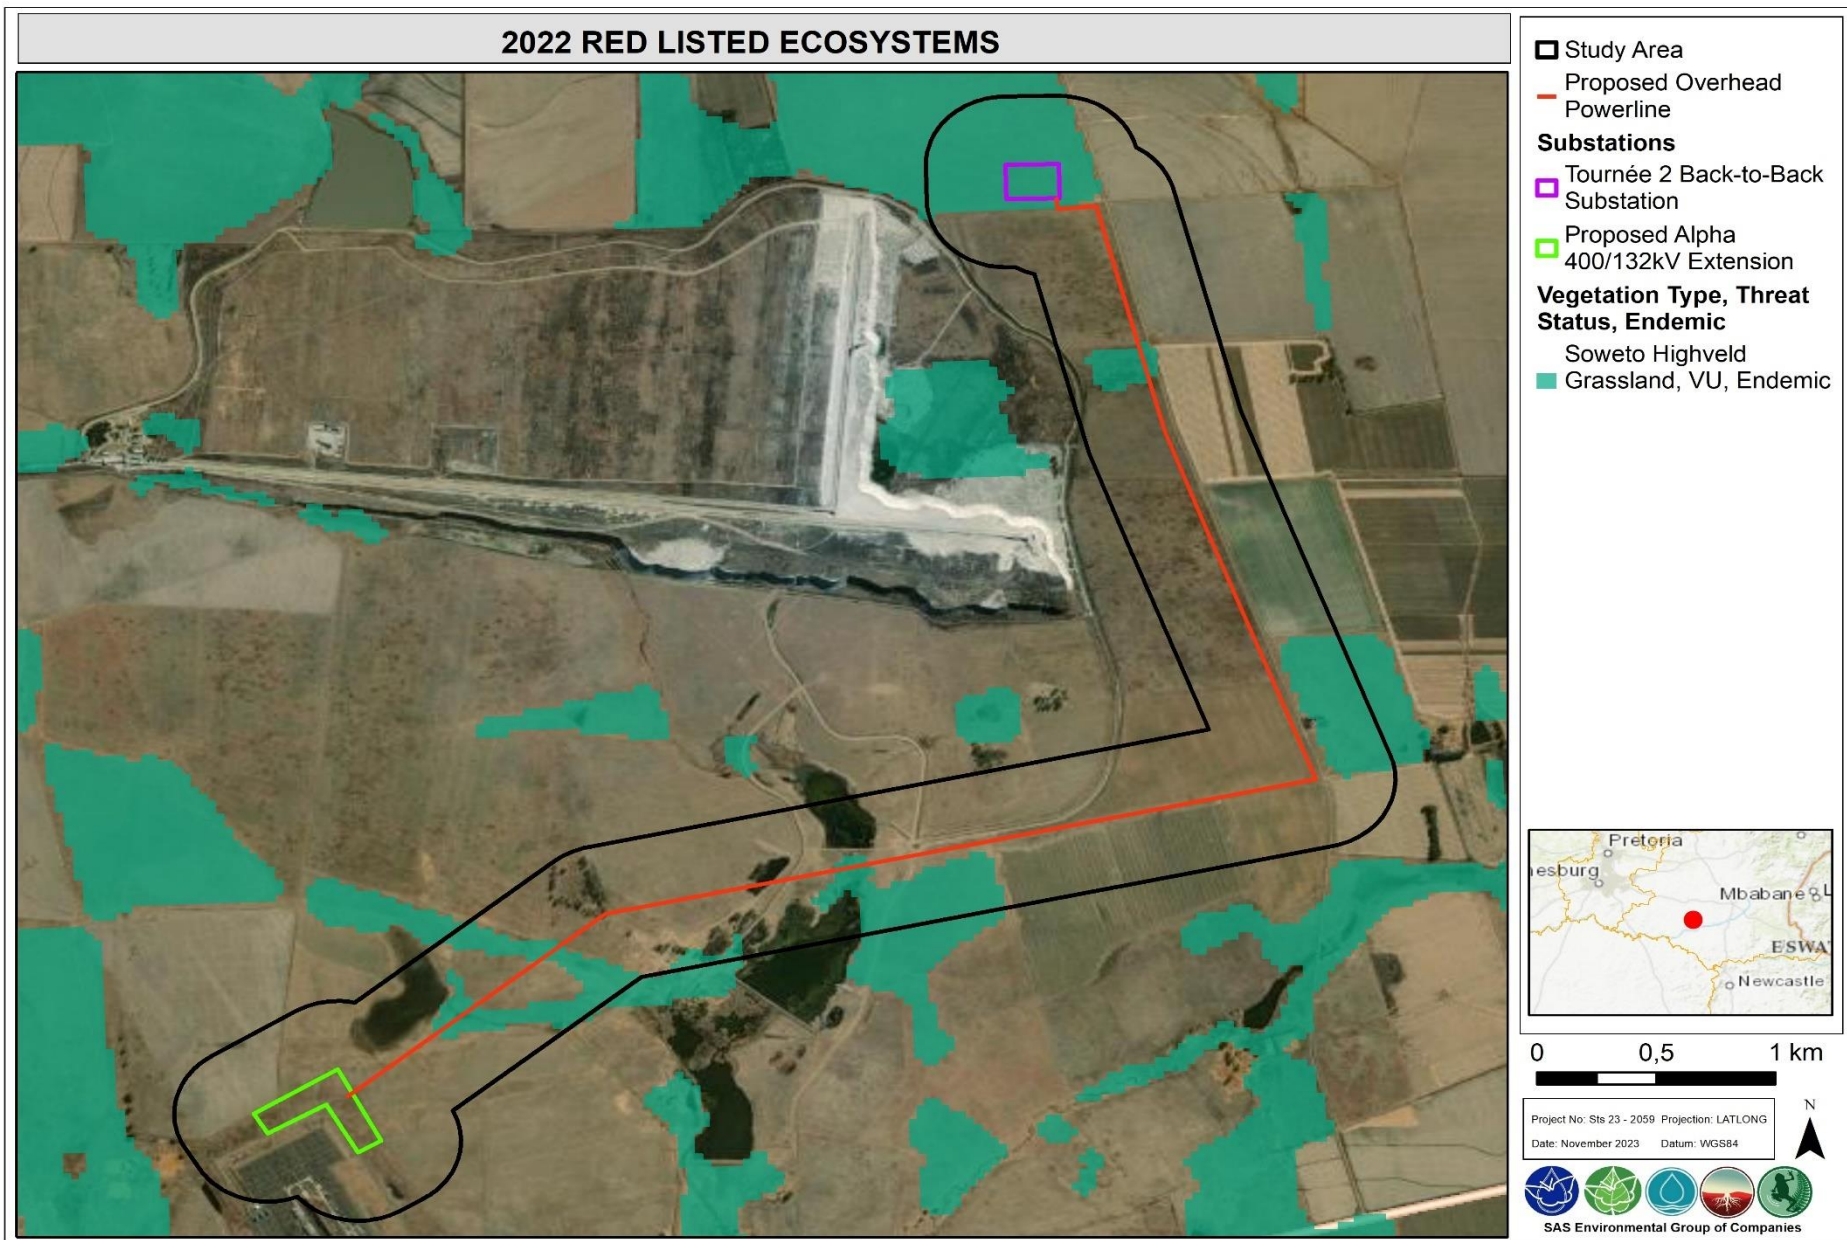 2022 RED LISTED ECOSYSTEMS
Study Area
Proposed Overhead
Powerline
Substations
Tournée 2 Back-to-Back
Substation
Proposed Alpha
400/132kV Extension
Vegetation Type, Threat
Status, Endemic
Soweto Highveld
Grassland, VU, Endemic
Pretoria
nesburg
Mbabane
L
ESWA
Newcastle
0 0,5 1 km
Project No: Sts 23 - 2059 Projection: LATLONG
Date: November 2023 Datum: WGS84
N
SAS Environmental Group of Companies